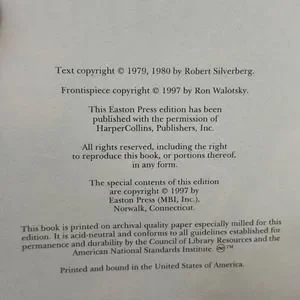 Text copyright © 1979, 1980 by Robert Silverberg.
Frontispiece copyright © 1997 by Ron Walotsky.
This Easton Press edition has been
published with the permission of
HarperCollins, Publishers, Inc.
All rights reserved, including the right
to reproduce this book, or portions thereof,
in any form.
The special contents of this edition
are copyright © 1997 by
Easton Press (MBI, Inc.),
Norwalk, Connecticut.
This book is printed on archival quality paper especially milled for this
edition. It is acid-neutral and conforms to all guidelines established for
permanence and durability by the Council of Library Resources and the
American National Standards Institute. ∞™
Printed and bound in the United States of America.